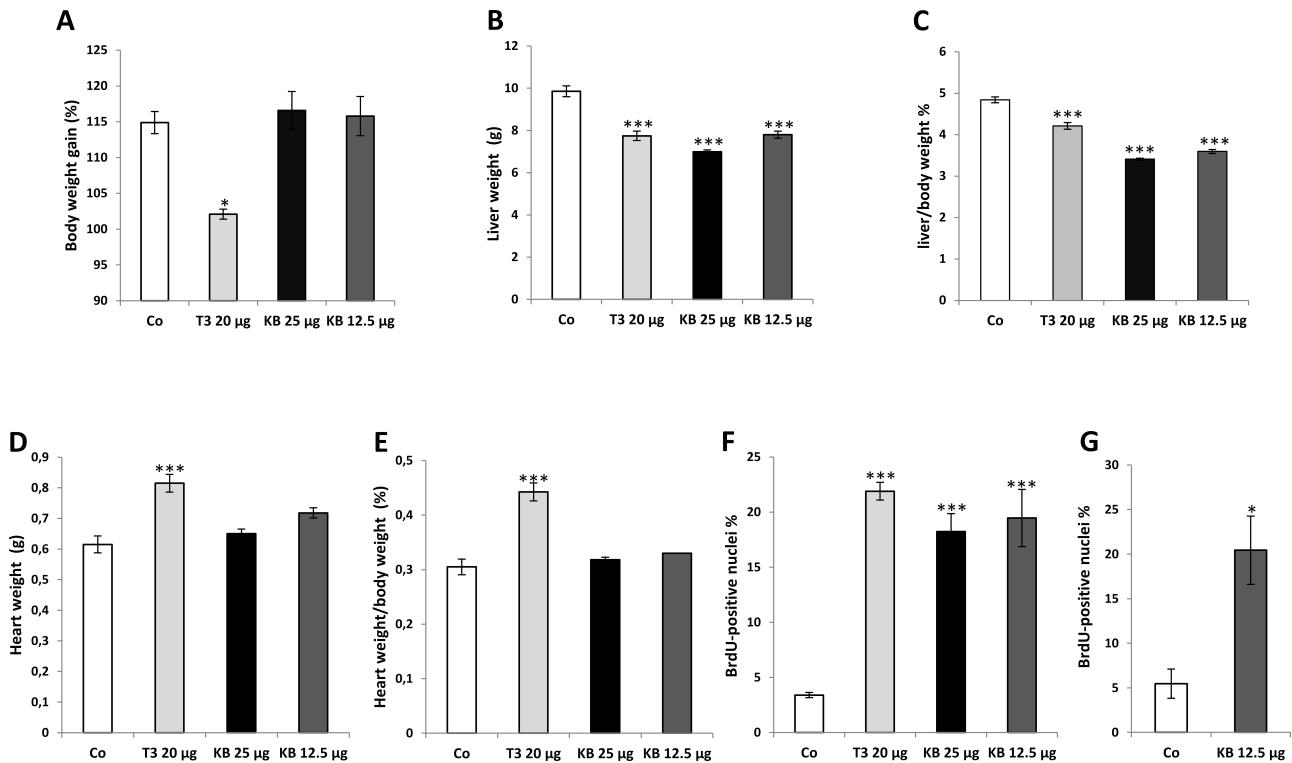 A
Body weight gain (%)
125
120
115
110
105
100
95
90
*
Co T3 20 µg KB 25 µg KB 12.5 µg
B
Liver weight (g)
12
10
8
6
4
2
0
*** *** ***
Co T3 20 µg KB 25 µg KB 12.5 µg
C
liver/body weight %
6
5
4
3
2
1
0
*** *** ***
Co T3 20 µg KB 25 µg KB 12.5 µg
D
Heart weight (g)
0,9
0,8
0,7
0,6
0,5
0,4
0,3
0,2
0,1
0
***
Co T3 20 µg KB 25 µg KB 12.5 µg
E
Heart weight/body weight (%)
0,5
0,4
0,3
0,2
0,1
0
***
Co T3 20 µg KB 25 µg KB 12.5 µg
F
BrdU-positive nuclei %
25
20
15
10
5
0
*** *** ***
Co T3 20 µg KB 25 µg KB 12.5 µg
G
BrdU-positive nuclei %
30
25
20
15
10
5
0
*
Co KB 12.5 µg